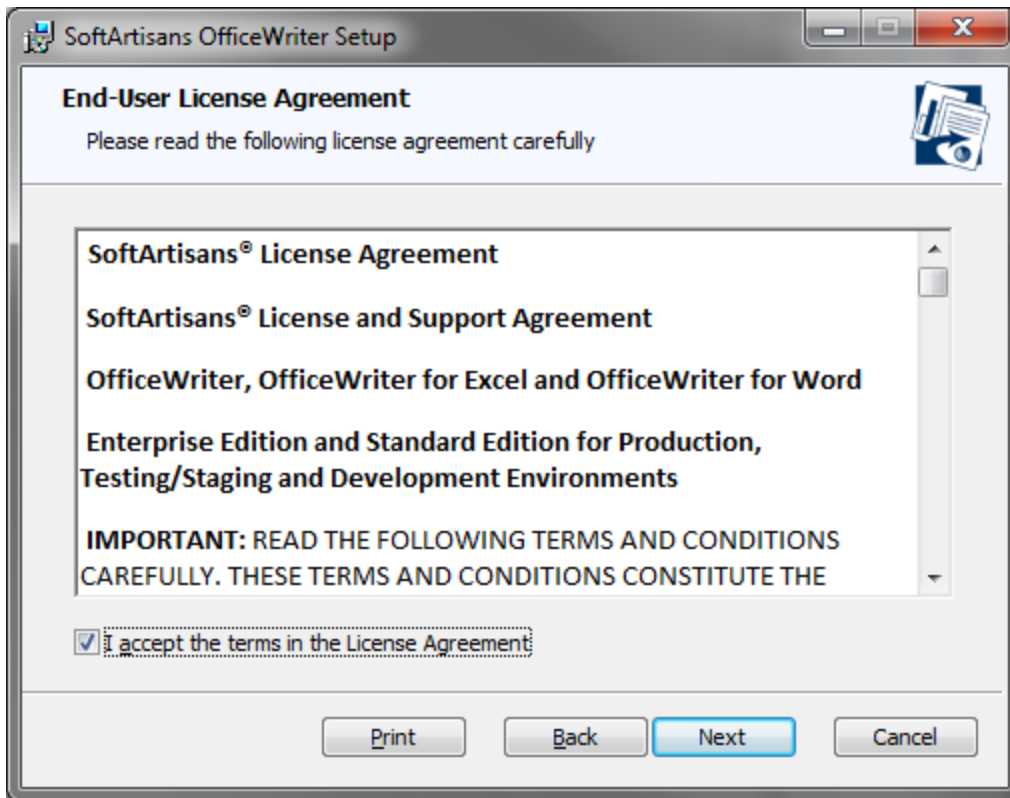 SoftArtisans OfficeWriter Setup
End-User License Agreement
Please read the following license agreement carefully
SoftArtisans® License Agreement
SoftArtisans® License and Support Agreement
OfficeWriter, OfficeWriter for Excel and OfficeWriter for Word
Enterprise Edition and Standard Edition for Production,
Testing/Staging and Development Environments
IMPORTANT: READ THE FOLLOWING TERMS AND CONDITIONS
CAREFULLY. THESE TERMS AND CONDITIONS CONSTITUTE THE
I accept the terms in the License Agreement
Print Back Next Cancel